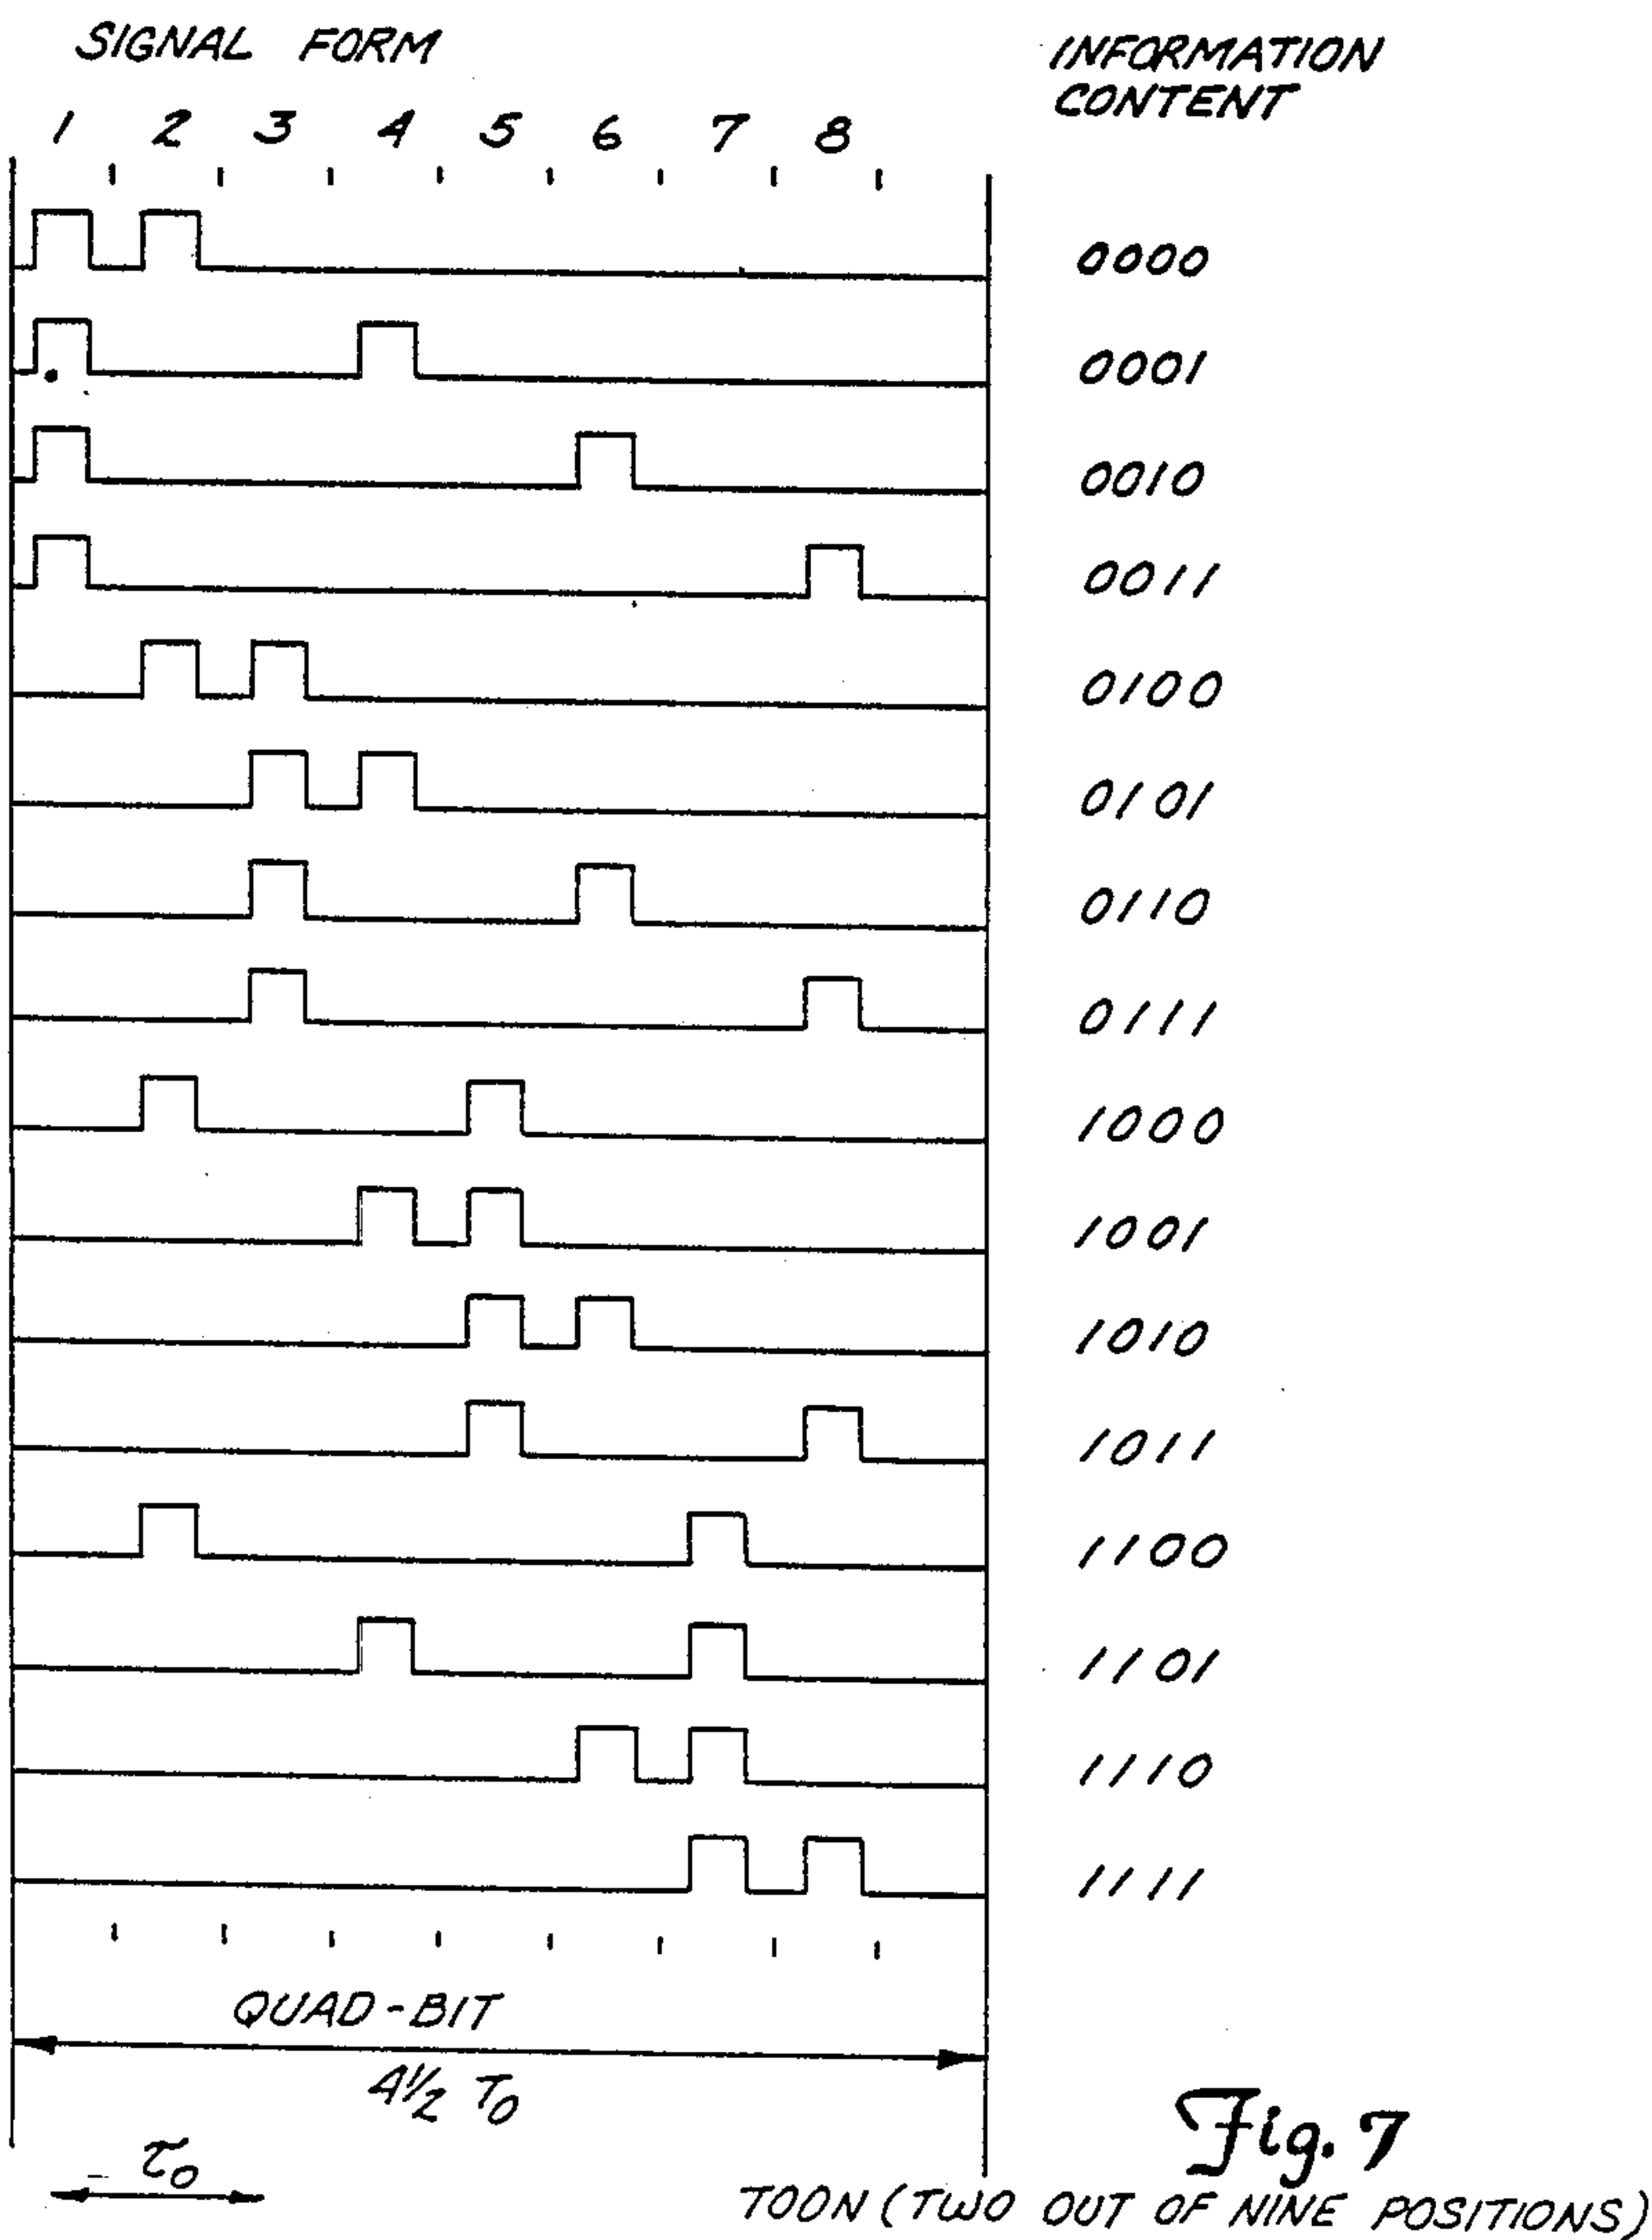 SIGNAL FORM
INFORMATION
CONTENT
1 2 3 4 5 6 7 8
0000
0001
0010
0011
0100
0101
0110
0111
1000
1001
1010
1011
1100
1101
1110
1111
QUAD-BIT
4½ τ₀
τ₀
Fig. 7
TOON (TWO OUT OF NINE POSITIONS)